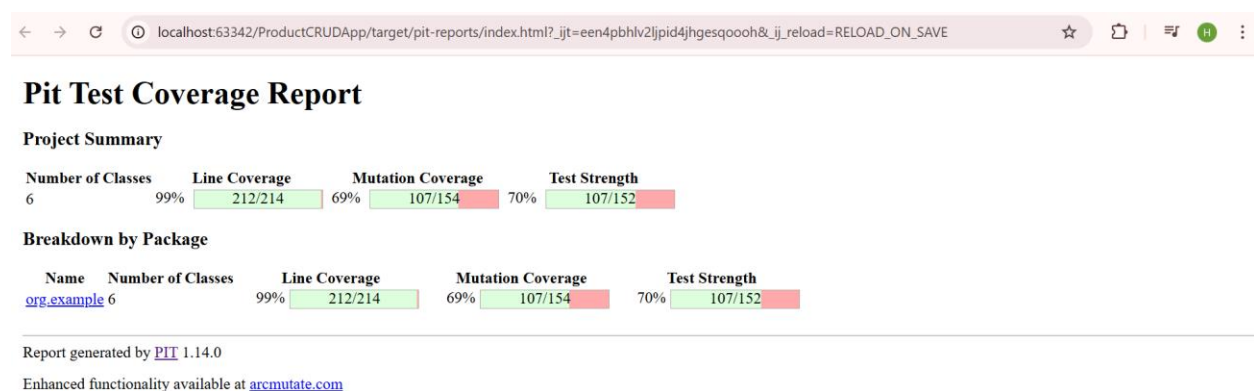 localhost:63342/ProductCRUDApp/target/pit-reports/index.html?_ijt=een4pbhlv2ljpid4jhgesqoooh&_ij_reload=RELOAD_ON_SAVE
H
Pit Test Coverage Report
Project Summary
Number of Classes Line Coverage Mutation Coverage Test Strength
6 99% 212/214 69% 107/154 70% 107/152
Breakdown by Package
Name Number of Classes Line Coverage Mutation Coverage Test Strength
org.example 6 99% 212/214 69% 107/154 70% 107/152
Report generated by PIT 1.14.0
Enhanced functionality available at arcmutate.com